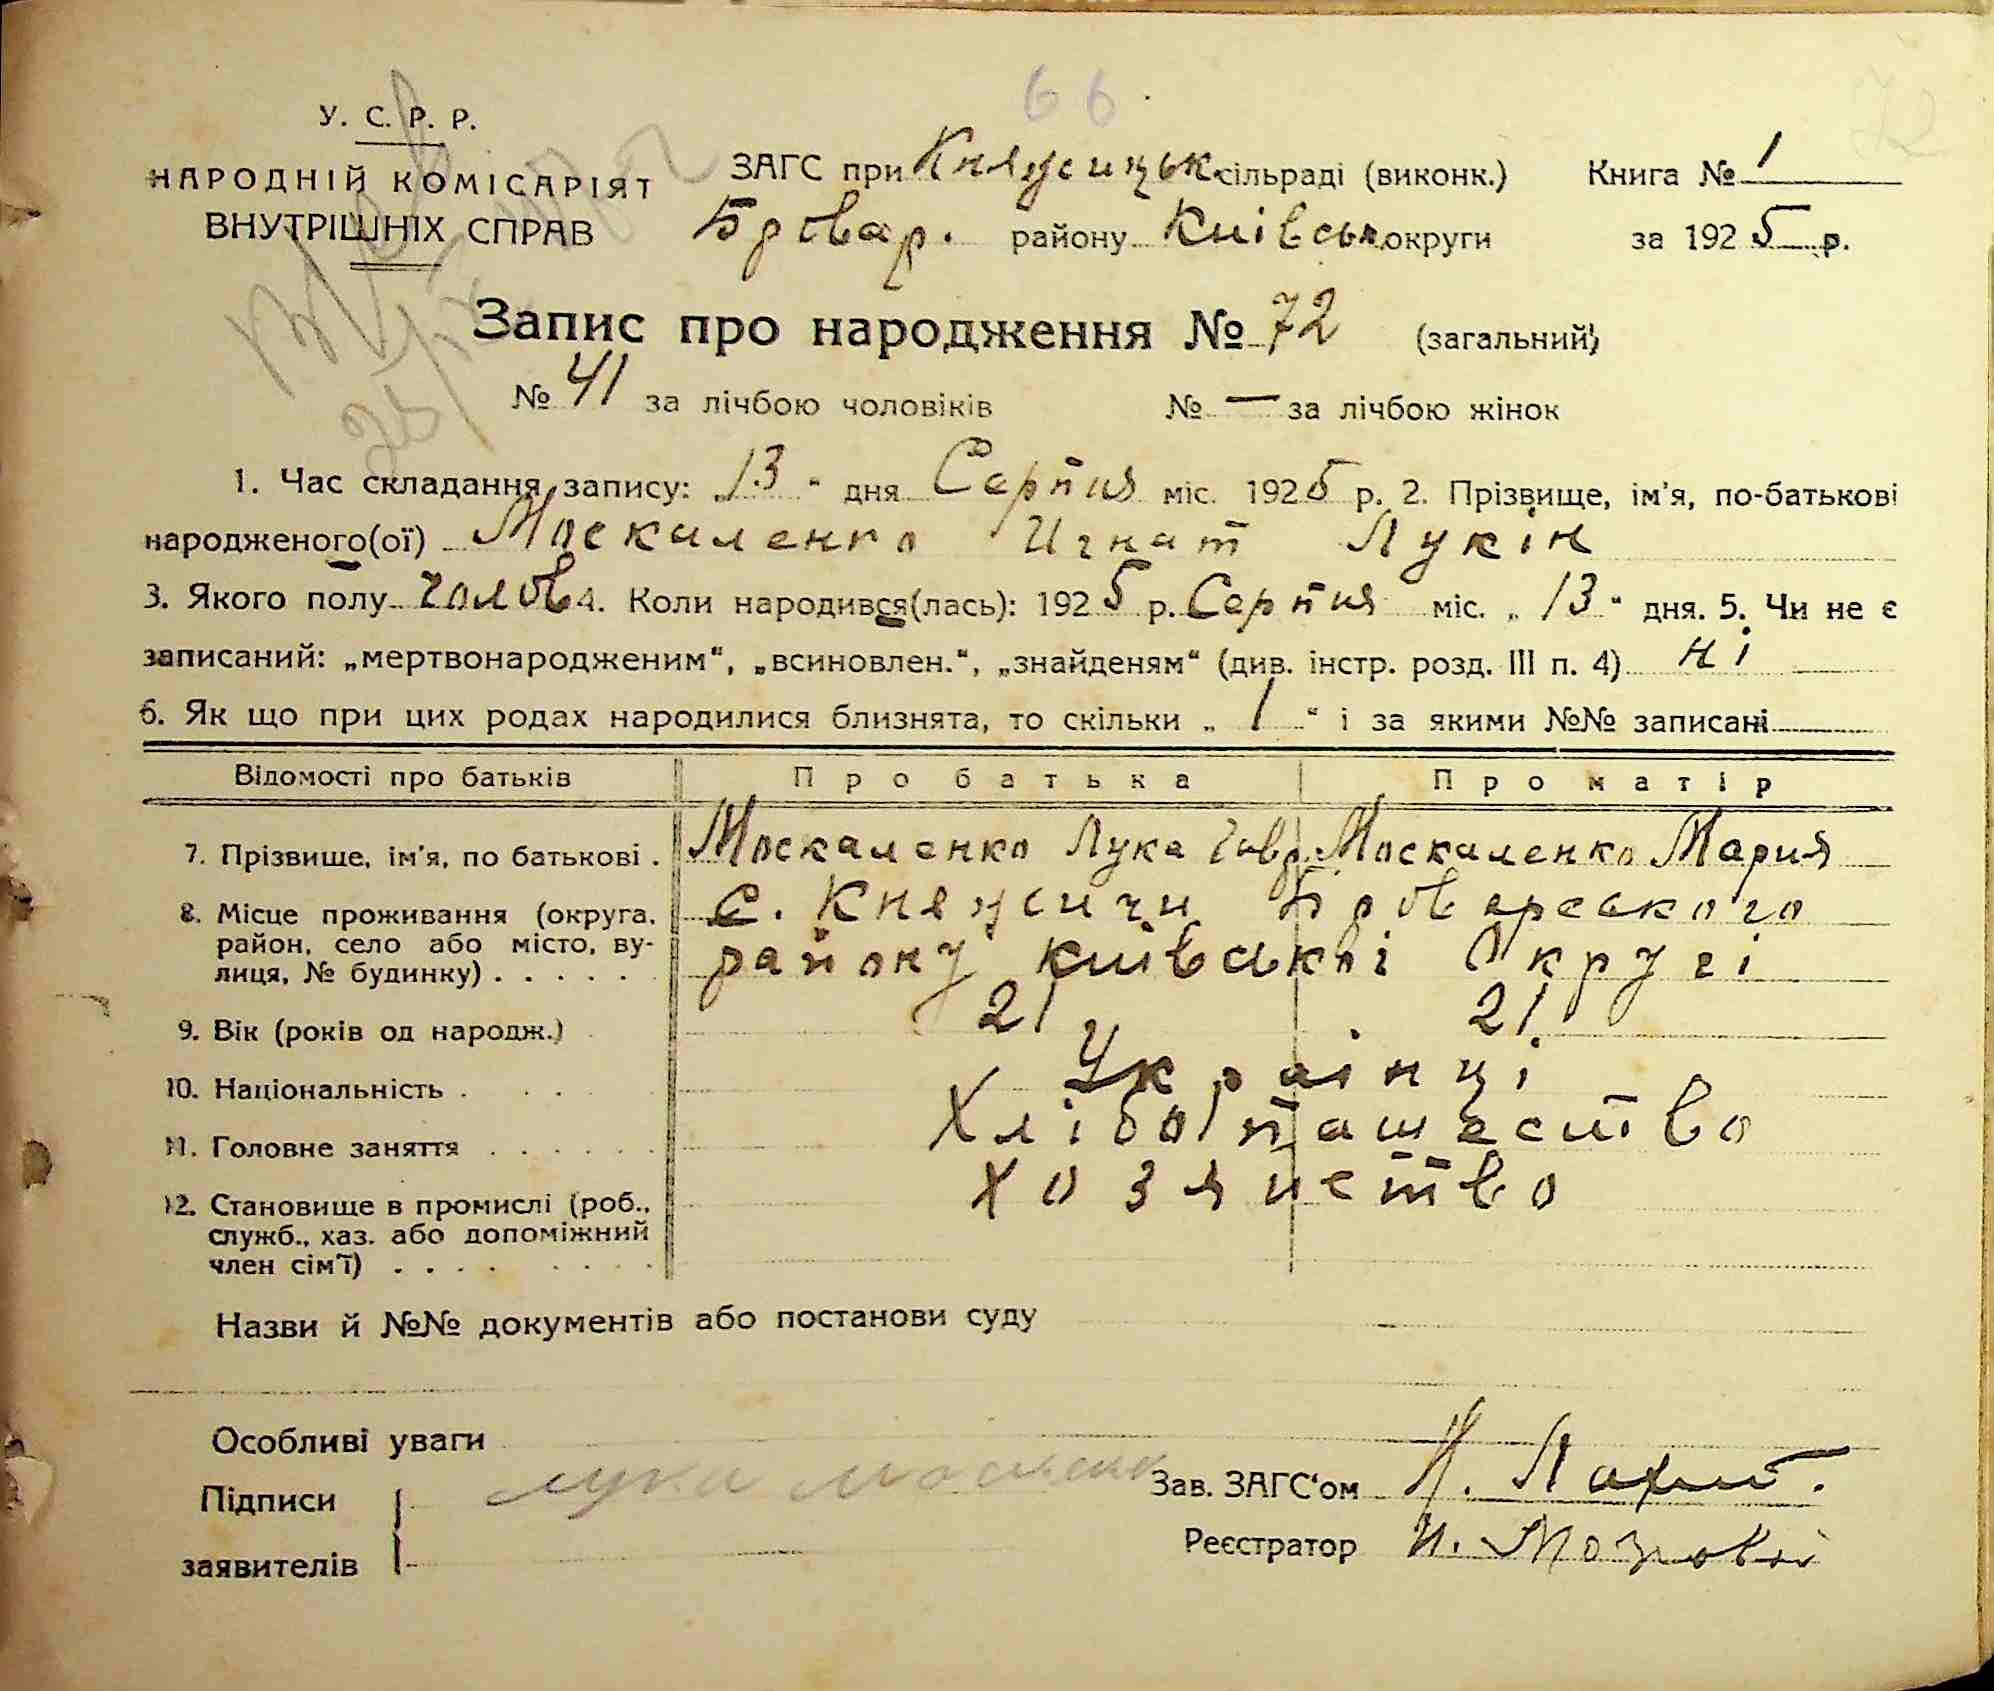 66
72
У. С. Р. Р.
НАРОДНІЙ КОМІСАРІЯТ
ВНУТРІШНІХ СПРАВ
ЗАГС при Княжицьк. сільраді (виконк.)
Бровар. району Київськ. округи
Книга № 1
за 1925 р.
Запис про народження № 72 (загальний)
№ 41 за лічбою чоловіків № — за лічбою жінок
1. Час складання запису: „13“ дня Серпня міс. 1925 р. 2. Прізвище, ім'я, по-батькові
народженого(ої) Москаленко Игнат Лукін
3. Якого полу чолов 4. Коли народився(лась): 1925 р. Серпня міс. „13“ дня. 5. Чи не є
записаний: „мертвонародженим“, „всиновлен.“, „знайденям“ (див. інстр. розд. III п. 4) ні
6. Як що при цих родах народилися близнята, то скільки „1“ і за якими №№ записані
Відомості про батьків Про батька Про матір
7. Прізвище, ім'я, по батькові . Москаленко Лука Гавр. Москаленко Мария
8. Місце проживання (округа, район, село або місто, вулиця, № будинку) . . . . . с. Княжичи Броварського
району київської Округі
9. Вік (років од народж.) 21 21
10. Національність . Українці
11. Головне заняття . . . . . . Хлібопашество
12. Становище в промислі (роб., служб., хаз. або допоміжний член сім'ї) . . . . Хозяиство
Назви й №№ документів або постанови суду
Особливі уваги
Підписи
заявителів
Лука
Зав. ЗАГС'ом
Реєстратор